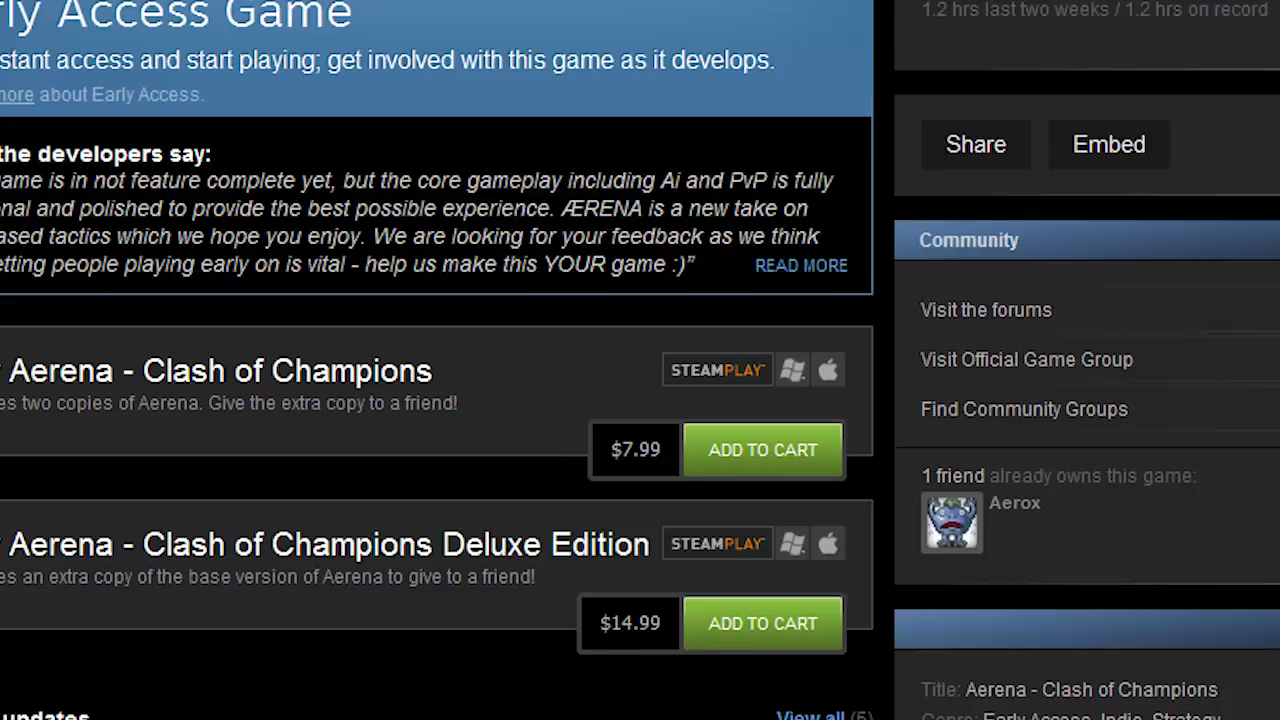 rly Access Game
stant access and start playing; get involved with this game as it develops.
more about Early Access.
the developers say:
ame is in not feature complete yet, but the core gameplay including Ai and PvP is fully
nal and polished to provide the best possible experience. ÆRENA is a new take on
ased tactics which we hope you enjoy. We are looking for your feedback as we think
etting people playing early on is vital - help us make this YOUR game :)”
READ MORE
Aerena - Clash of Champions
STEAMPLAY
es two copies of Aerena. Give the extra copy to a friend!
$7.99
ADD TO CART
Aerena - Clash of Champions Deluxe Edition
STEAMPLAY
es an extra copy of the base version of Aerena to give to a friend!
$14.99
ADD TO CART
updates
View all (5)
1.2 hrs last two weeks / 1.2 hrs on record
Share
Embed
Community
Visit the forums
Visit Official Game Group
Find Community Groups
1 friend already owns this game:
Aerox
Title: Aerena - Clash of Champions
Genre: Early Access, Indie, Strategy